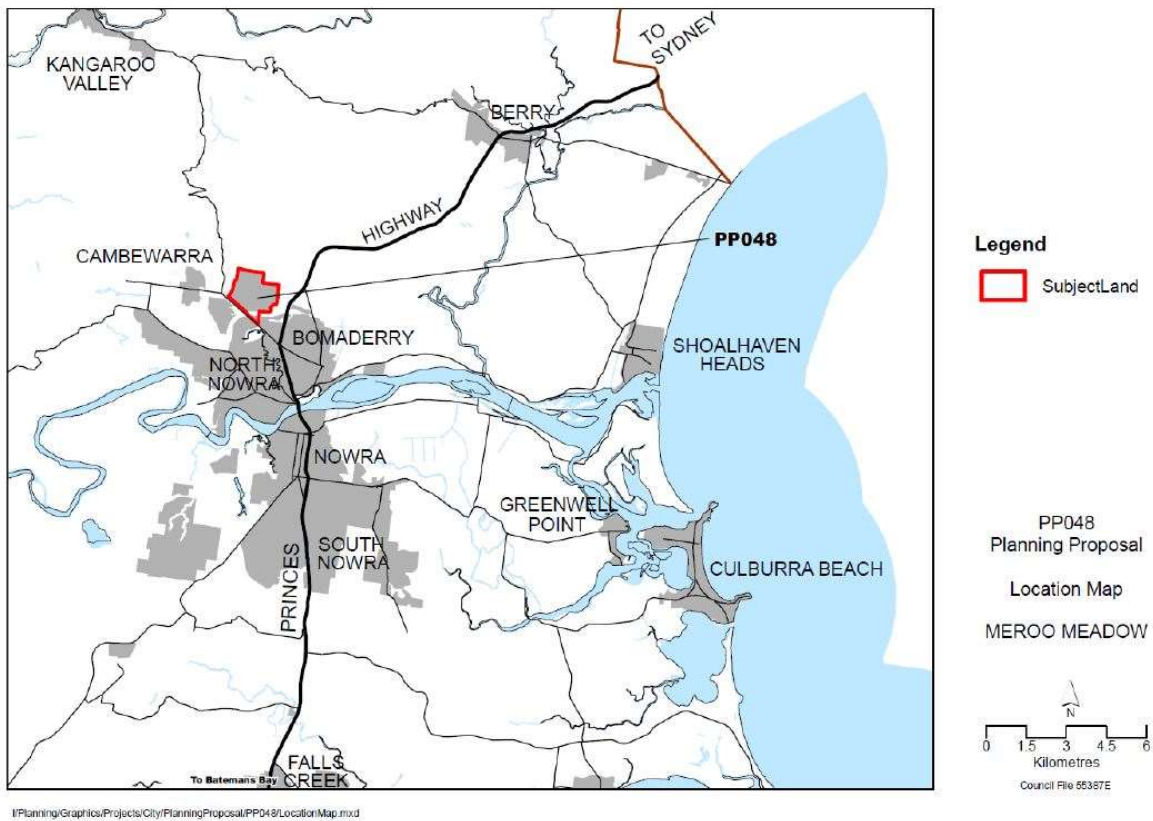 TO
SYDNEY
KANGAROO
VALLEY
BERRY
HIGHWAY
PP048
CAMBEWARRA
BOMADERRY
NORTH
NOWRA
SHOALHAVEN
HEADS
NOWRA
GREENWELL
POINT
SOUTH
NOWRA
PRINCES
CULBURRA BEACH
FALLS
CREEK
To Batemans Bay
Legend
SubjectLand
PP048
Planning Proposal
Location Map
MEROO MEADOW
N
0 1.5 3 4.5 6
Kilometres
Council File 55387E
I/Planning/Graphics/Projects/City/PlanningProposal/PP048/LocationMap.mxd